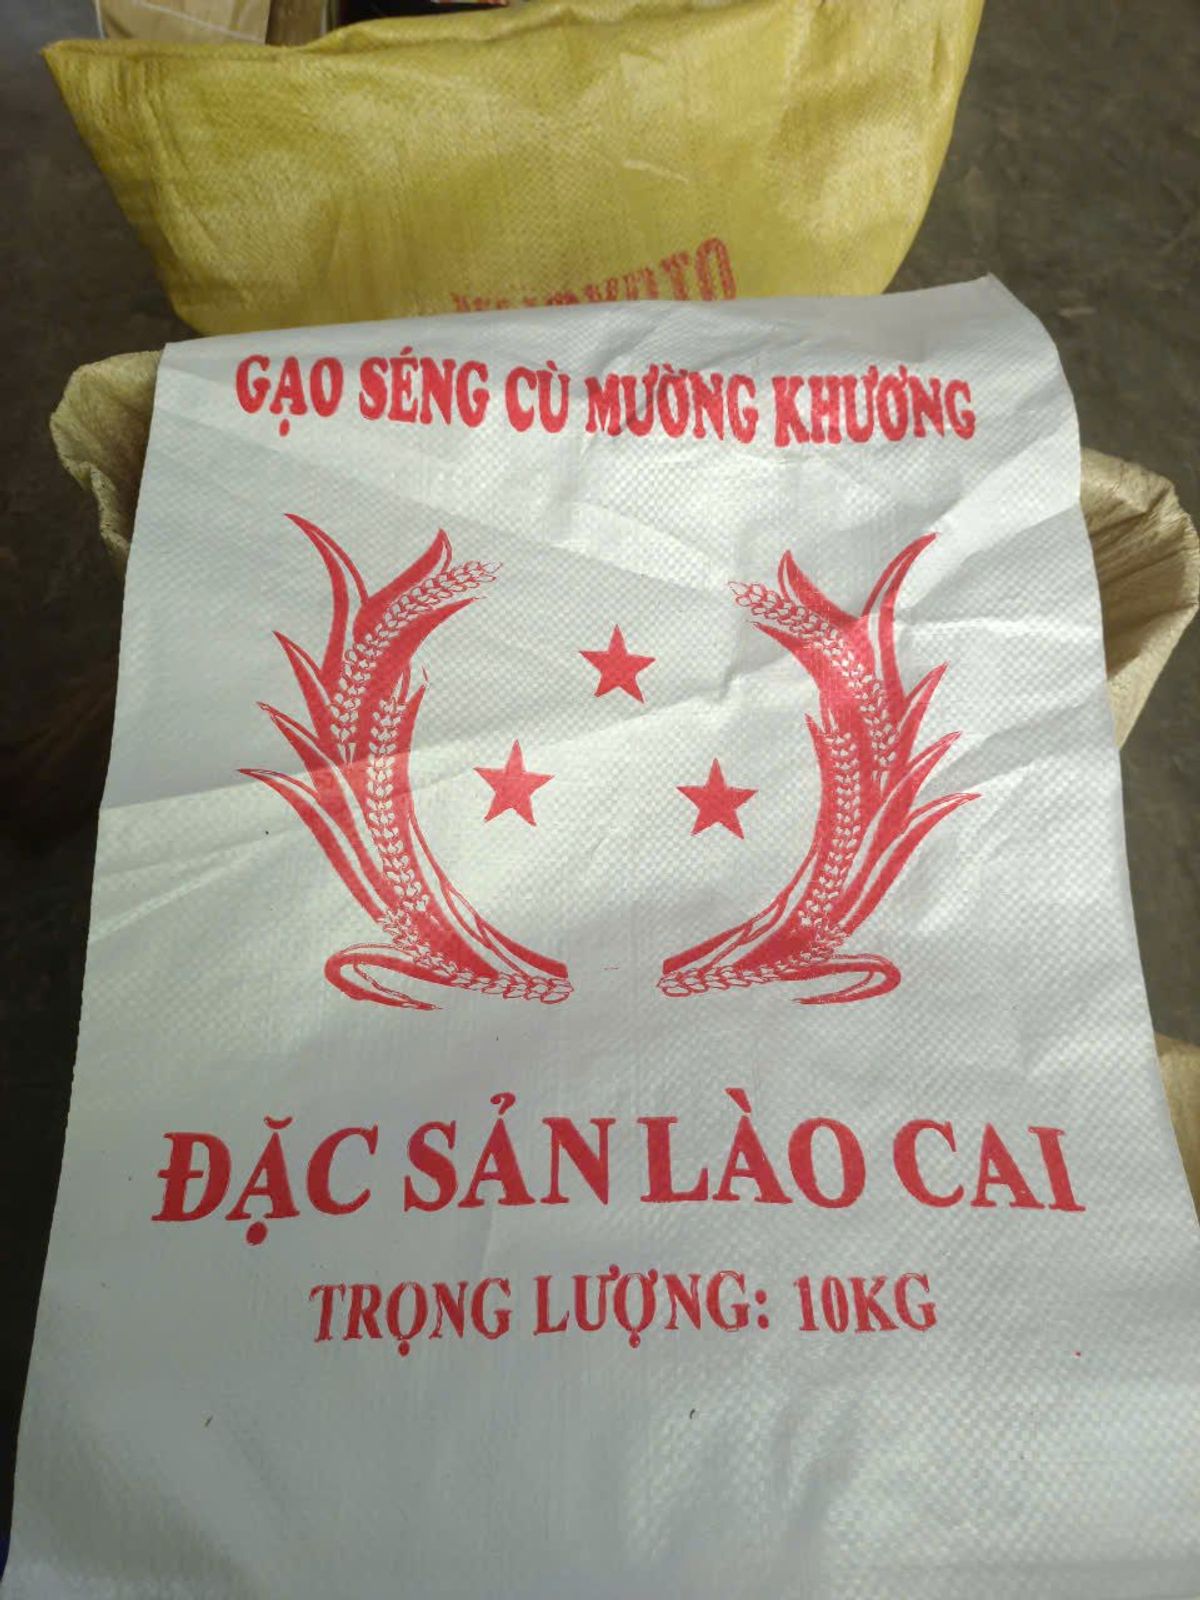 GẠO SÉNG CÙ MƯỜNG KHƯƠNG
ĐẶC SẢN LÀO CAI
TRỌNG LƯỢNG: 10KG